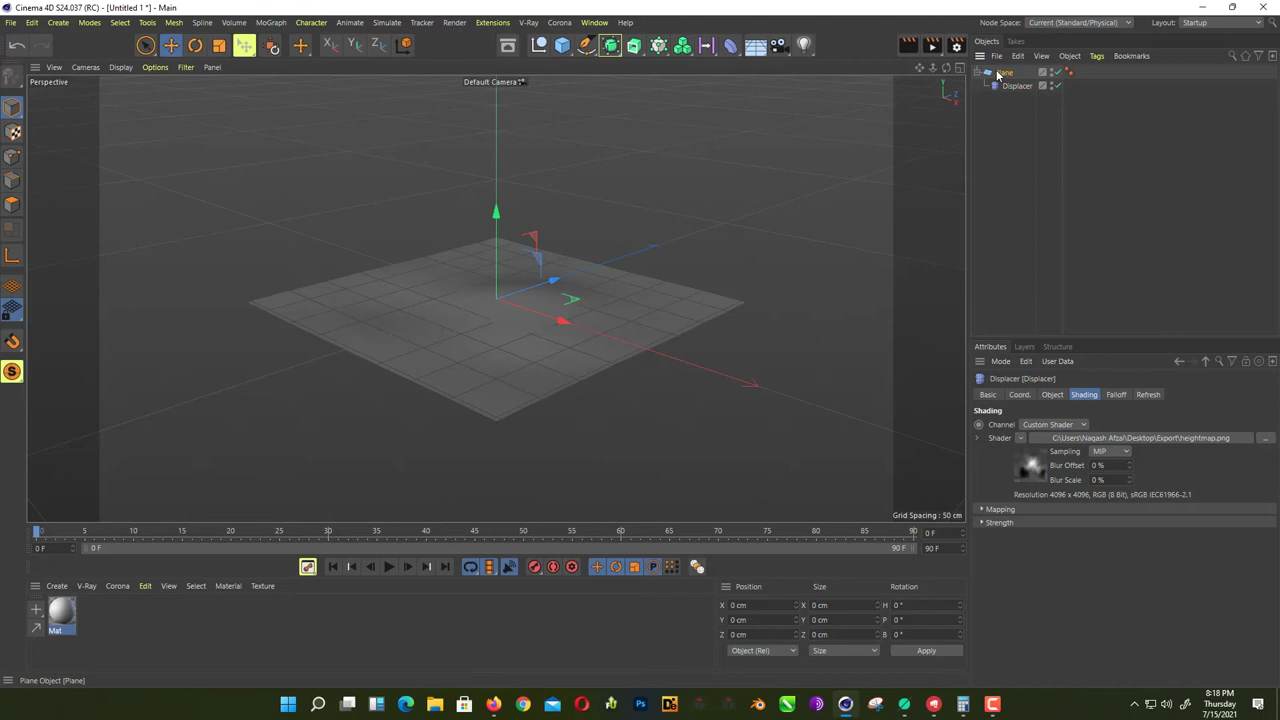 Cinema 4D S24.037 (RC) - [Untitled 1 *] - Main
File Edit Create Modes Select Tools Mesh Spline Volume MoGraph Character Animate Simulate Tracker Render Extensions V-Ray Corona Window Help
Node Space: Current (Standard/Physical) Layout: Startup
Objects Takes
File Edit View Object Tags Bookmarks
View Cameras Display Options Filter Panel
Perspective
Default Camera
Plane
Displacer
Y
Z
X
Attributes Layers Structure
Mode Edit User Data
Displacer [Displacer]
Basic Coord. Object Shading Falloff Refresh
Shading
Channel Custom Shader
Shader C:\Users\Naqash Afzal\Desktop\Export\heightmap.png ...
Sampling MIP
Blur Offset 0 %
Blur Scale 0 %
Resolution 4096 x 4096, RGB (8 Bit), sRGB IEC61966-2.1
Mapping
Strength
Grid Spacing : 50 cm
0 5 10 15 20 25 30 35 40 45 50 55 60 65 70 75 80 85 90 0 F
0 F 0 F 90 F 90 F
Create V-Ray Corona Edit View Select Material Texture
Position Size Rotation
X 0 cm X 0 cm H 0 °
Y 0 cm Y 0 cm P 0 °
Z 0 cm Z 0 cm B 0 °
Object (Rel) Size Apply
Mat
Plane Object [Plane]
8:18 PM
Thursday
7/15/2021